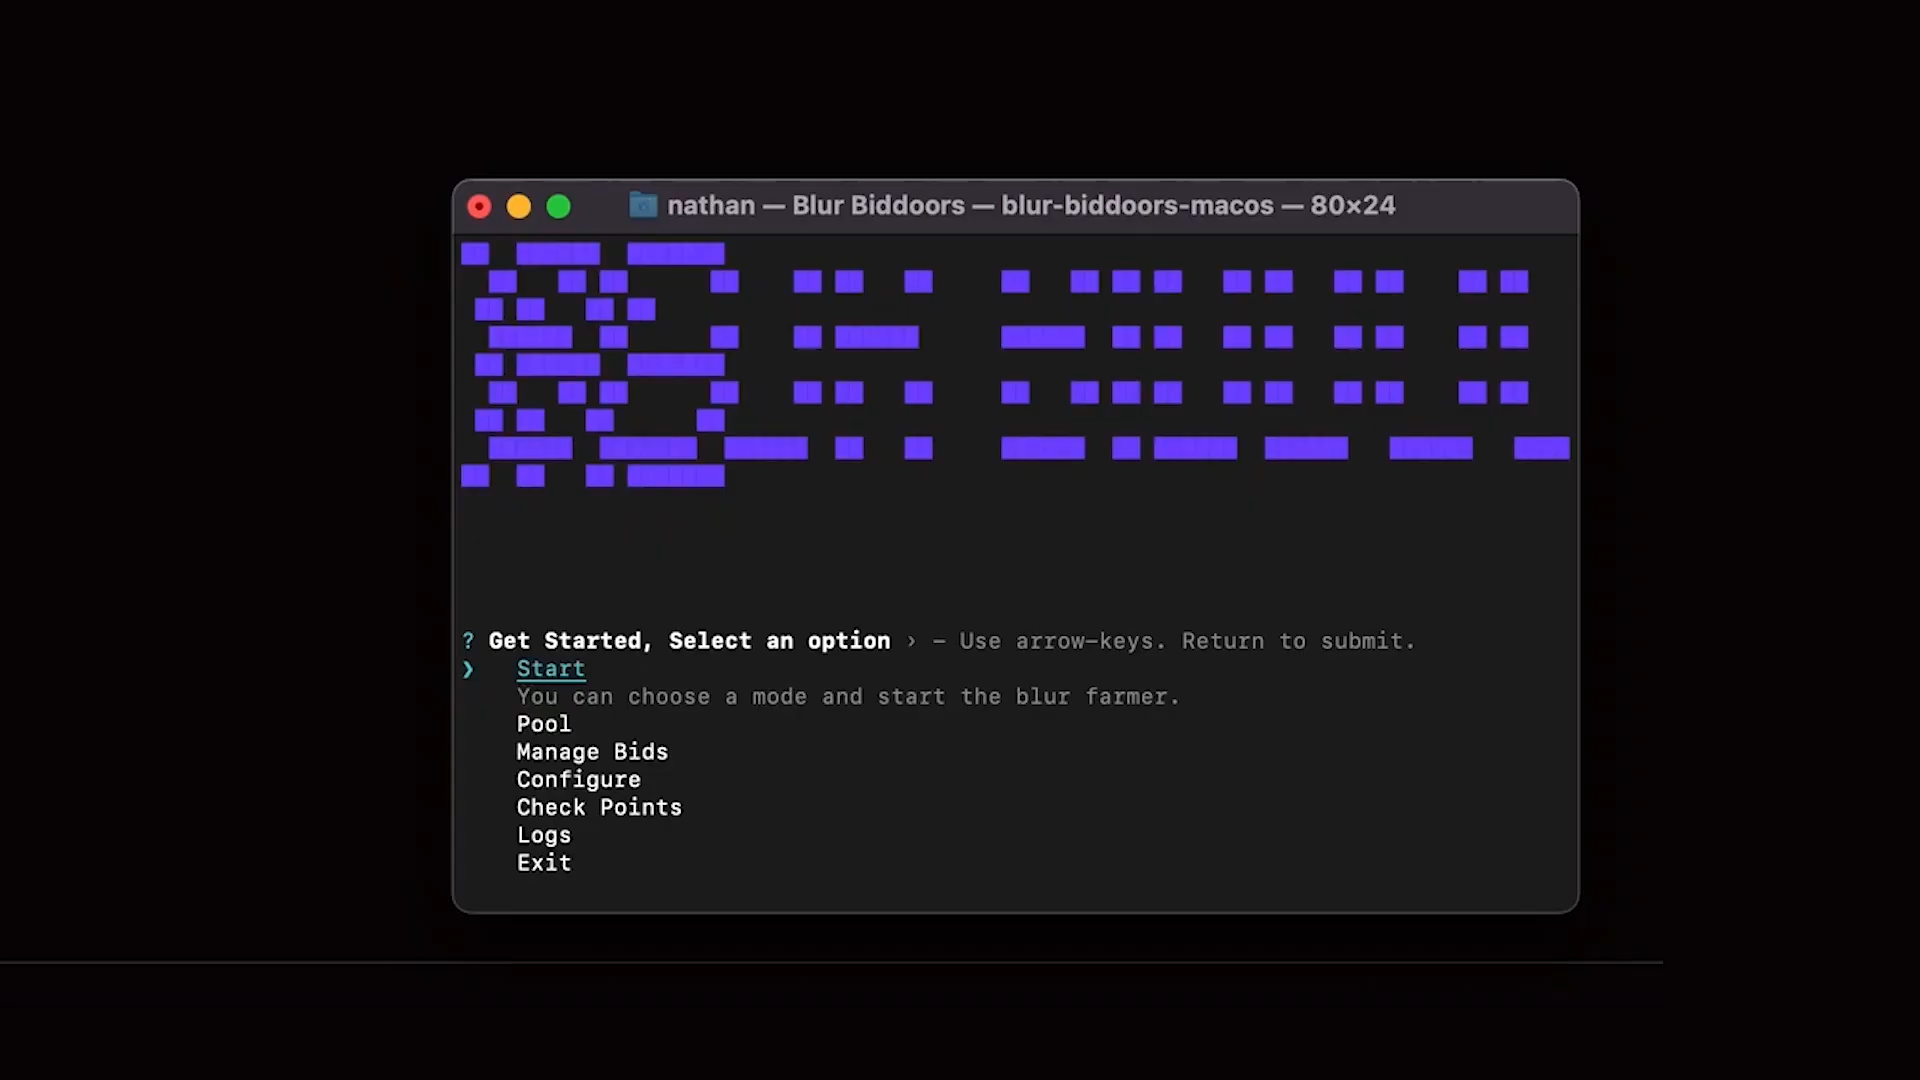 nathan — Blur Biddoors — blur-biddoors-macos — 80×24
? Get Started, Select an option › – Use arrow-keys. Return to submit.
❯ Start
You can choose a mode and start the blur farmer.
Pool
Manage Bids
Configure
Check Points
Logs
Exit